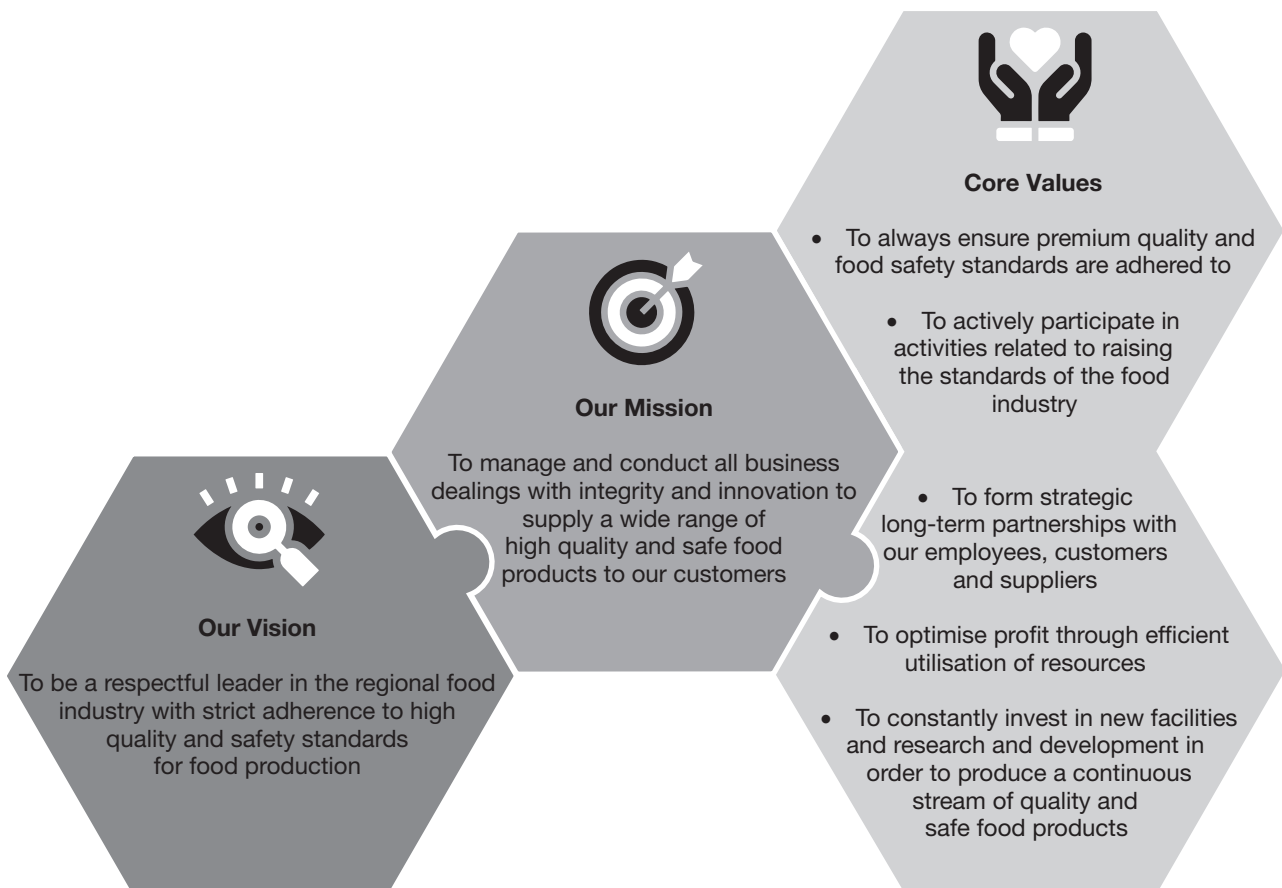 Our Vision
To be a respectful leader in the regional food
industry with strict adherence to high
quality and safety standards
for food production
Our Mission
To manage and conduct all business
dealings with integrity and innovation to
supply a wide range of
high quality and safe food
products to our customers
Core Values
• To always ensure premium quality and
food safety standards are adhered to
• To actively participate in
activities related to raising
the standards of the food
industry
• To form strategic
long-term partnerships with
our employees, customers
and suppliers
• To optimise profit through efficient
utilisation of resources
• To constantly invest in new facilities
and research and development in
order to produce a continuous
stream of quality and
safe food products